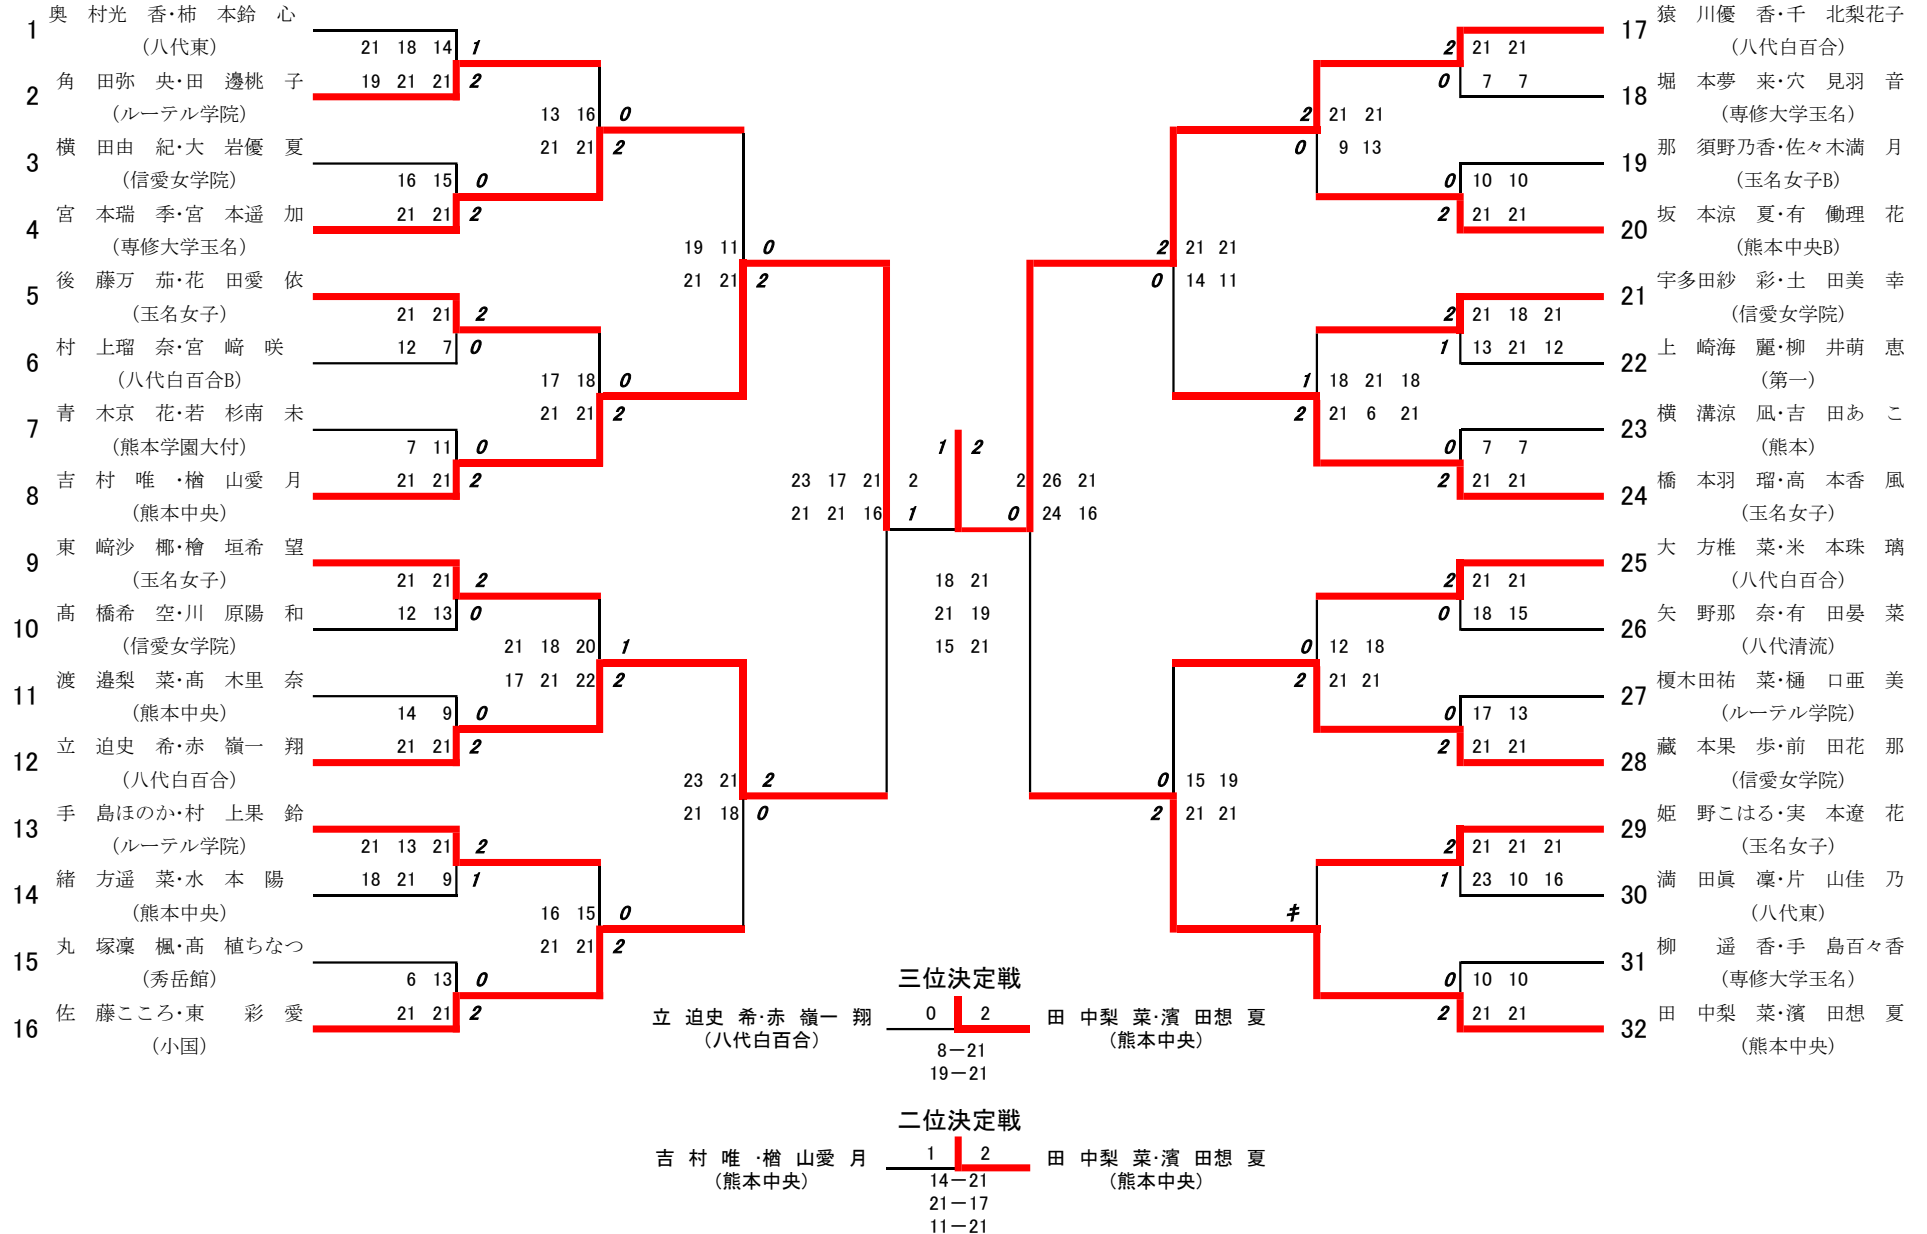 1 奥 村光 香・柿 本鈴 心
(八代東)
2 角 田弥 央・田 邊桃 子
(ルーテル学院)
3 横 田由 紀・大 岩優 夏
(信愛女学院)
4 宮 本瑞 季・宮 本遥 加
(専修大学玉名)
5 後 藤万 茄・花 田愛 依
(玉名女子)
6 村 上瑠 奈・宮 﨑 咲
(八代白百合B)
7 青 木京 花・若 杉南 未
(熊本学園大付)
8 吉 村 唯 ・楢 山愛 月
(熊本中央)
9 東 﨑沙 椰・檜 垣希 望
(玉名女子)
10 髙 橋希 空・川 原陽 和
(信愛女学院)
11 渡 邉梨 菜・髙 木里 奈
(熊本中央)
12 立 迫史 希・赤 嶺一 翔
(八代白百合)
13 手 島ほのか・村 上果 鈴
(ルーテル学院)
14 緒 方遥 菜・水 本 陽
(熊本中央)
15 丸 塚凜 楓・髙 植ちなつ
(秀岳館)
16 佐 藤こころ・東 彩 愛
(小国)
21 18 14 1
19 21 21 2
16 15 0
21 21 2
21 21 2
12 7 0
7 11 0
21 21 2
21 21 2
12 13 0
14 9 0
21 21 2
21 13 21 2
18 21 9 1
6 13 0
21 21 2
13 16 0
21 21 2
17 18 0
21 21 2
21 18 20 1
17 21 22 2
16 15 0
21 21 2
19 11 0
21 21 2
23 21 2
21 18 0
23 17 21 2
21 21 16 1
1 2
18 21
21 19
15 21
2 26 21
0 24 16
2 21 21
0 14 11
0 15 19
2 21 21
2 21 21
0 9 13
1 18 21 18
2 21 6 21
0 12 18
2 21 21
キ
2 21 21
0 7 7
0 10 10
2 21 21
2 21 18 21
1 13 21 12
0 7 7
2 21 21
2 21 21
0 18 15
0 17 13
2 21 21
2 21 21 21
1 23 10 16
0 10 10
2 21 21
17 猿 川優 香・千 北梨花子
(八代白百合)
18 堀 本夢 来・穴 見羽 音
(専修大学玉名)
19 那 須野乃香・佐々木満 月
(玉名女子B)
20 坂 本涼 夏・有 働理 花
(熊本中央B)
21 宇多田紗 彩・土 田美 幸
(信愛女学院)
22 上 崎海 麗・柳 井萌 恵
(第一)
23 横 溝涼 凪・吉 田あ こ
(熊本)
24 橋 本羽 瑠・高 本香 風
(玉名女子)
25 大 方椎 菜・米 本珠 璃
(八代白百合)
26 矢 野那 奈・有 田晏 菜
(八代清流)
27 榎木田祐 菜・樋 口亜 美
(ルーテル学院)
28 藏 本果 歩・前 田花 那
(信愛女学院)
29 姫 野こはる・実 本遼 花
(玉名女子)
30 満 田眞 凜・片 山佳 乃
(八代東)
31 柳 遥 香・手 島百々香
(専修大学玉名)
32 田 中梨 菜・濱 田想 夏
(熊本中央)
三位決定戦
立 迫史 希・赤 嶺一 翔 0 2 田 中梨 菜・濱 田想 夏
(八代白百合) (熊本中央)
8－21
19－21
二位決定戦
吉 村 唯 ・楢 山愛 月 1 2 田 中梨 菜・濱 田想 夏
(熊本中央) (熊本中央)
14－21
21－17
11－21